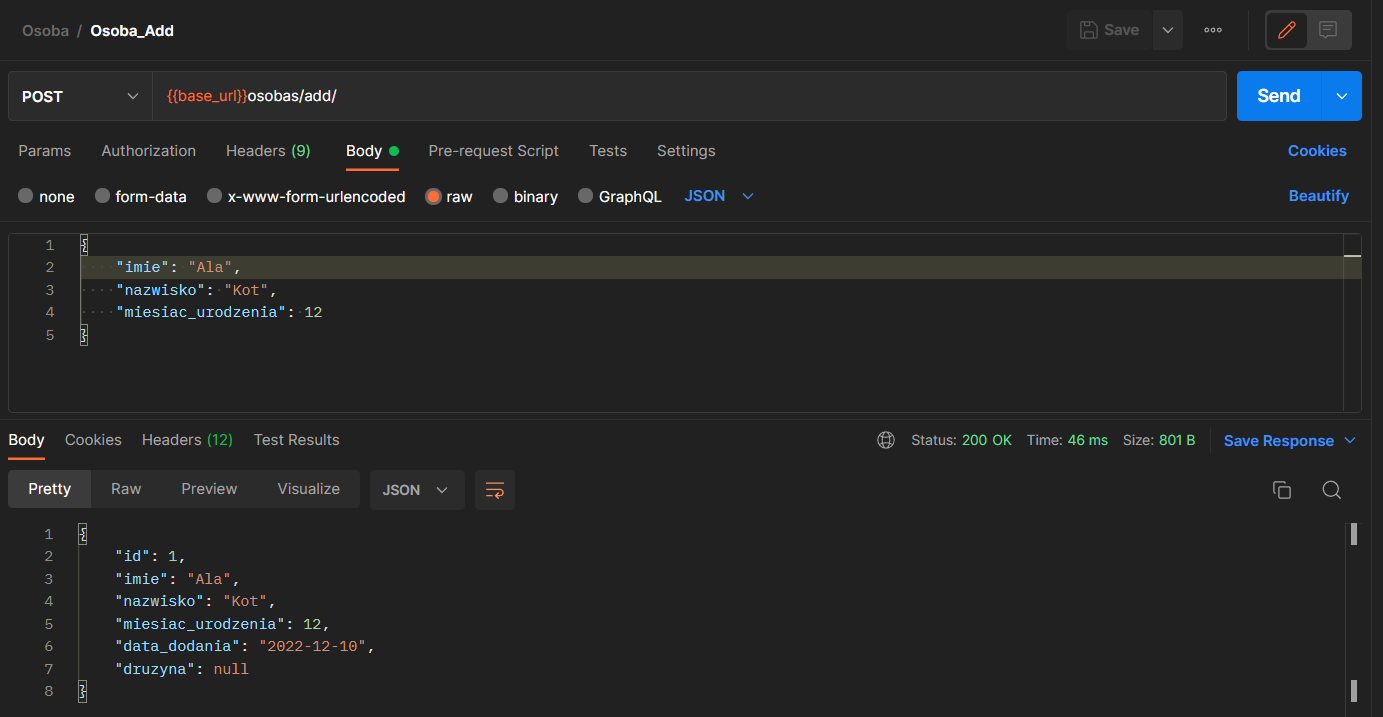 Osoba / Osoba_Add
Save
POST {{base_url}}osobas/add/ Send
Params Authorization Headers (9) Body Pre-request Script Tests Settings Cookies
none form-data x-www-form-urlencoded raw binary GraphQL JSON Beautify
1 {
2 "imie": "Ala",
3 "nazwisko": "Kot",
4 "miesiac_urodzenia": 12
5 }
Body Cookies Headers (12) Test Results Status: 200 OK Time: 46 ms Size: 801 B Save Response
Pretty Raw Preview Visualize JSON
1 {
2 "id": 1,
3 "imie": "Ala",
4 "nazwisko": "Kot",
5 "miesiac_urodzenia": 12,
6 "data_dodania": "2022-12-10",
7 "druzyna": null
8 }